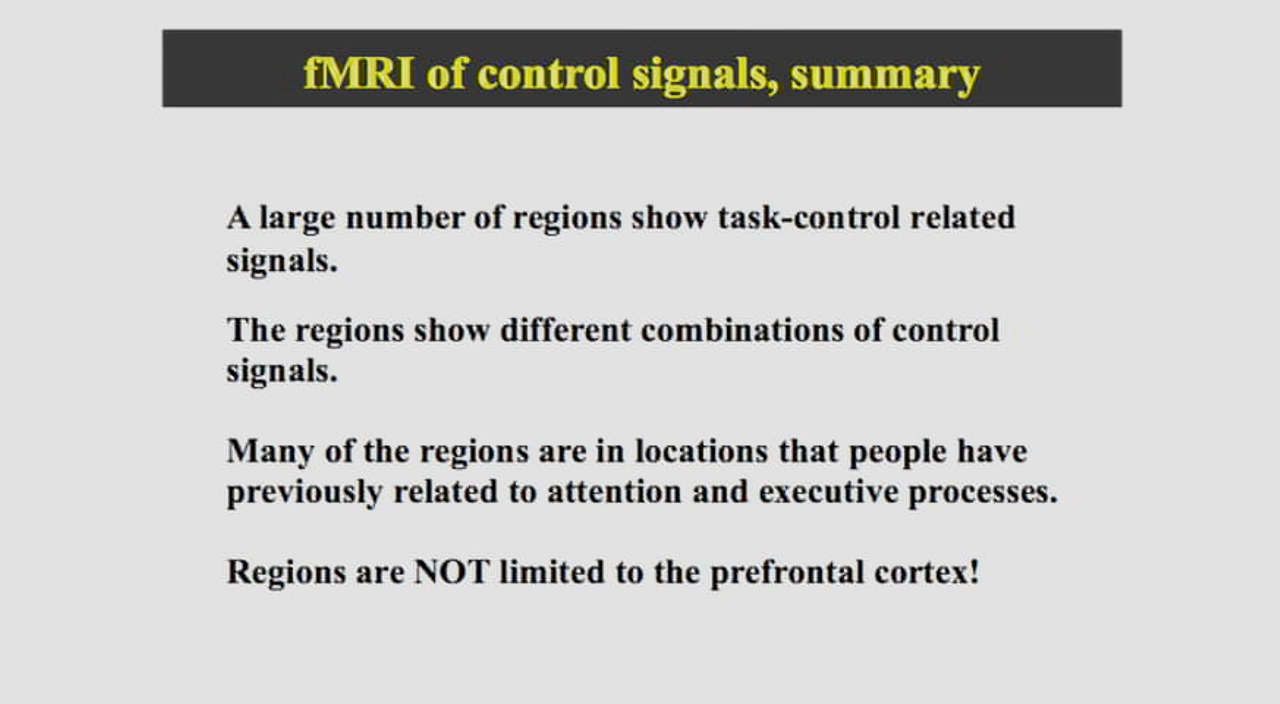 fMRI of control signals, summary
A large number of regions show task-control related
signals.
The regions show different combinations of control
signals.
Many of the regions are in locations that people have
previously related to attention and executive processes.
Regions are NOT limited to the prefrontal cortex!